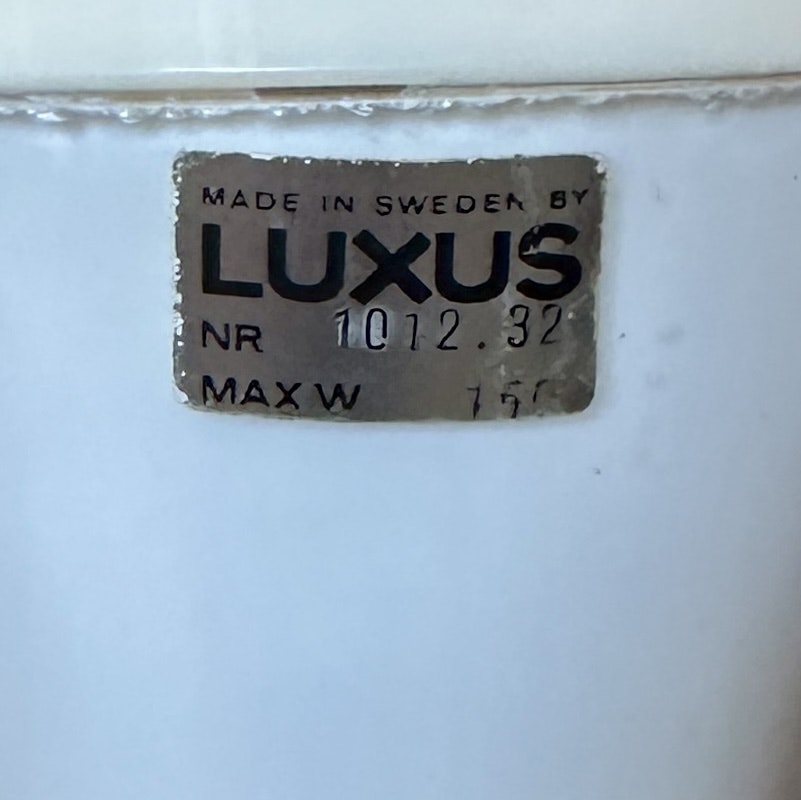 MADE IN SWEDEN BY
LUXUS
NR 1012.32
MAX W